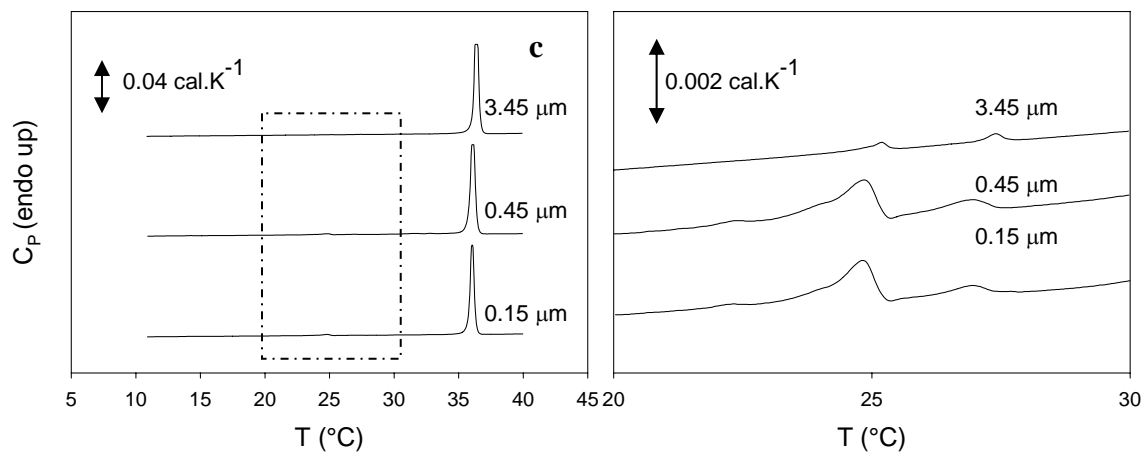 c
0.04 cal.K⁻¹
3.45 μm
0.45 μm
0.15 μm
C_P (endo up)
5 10 15 20 25 30 35 40 45
T (°C)
0.002 cal.K⁻¹
3.45 μm
0.45 μm
0.15 μm
20 25 30
T (°C)